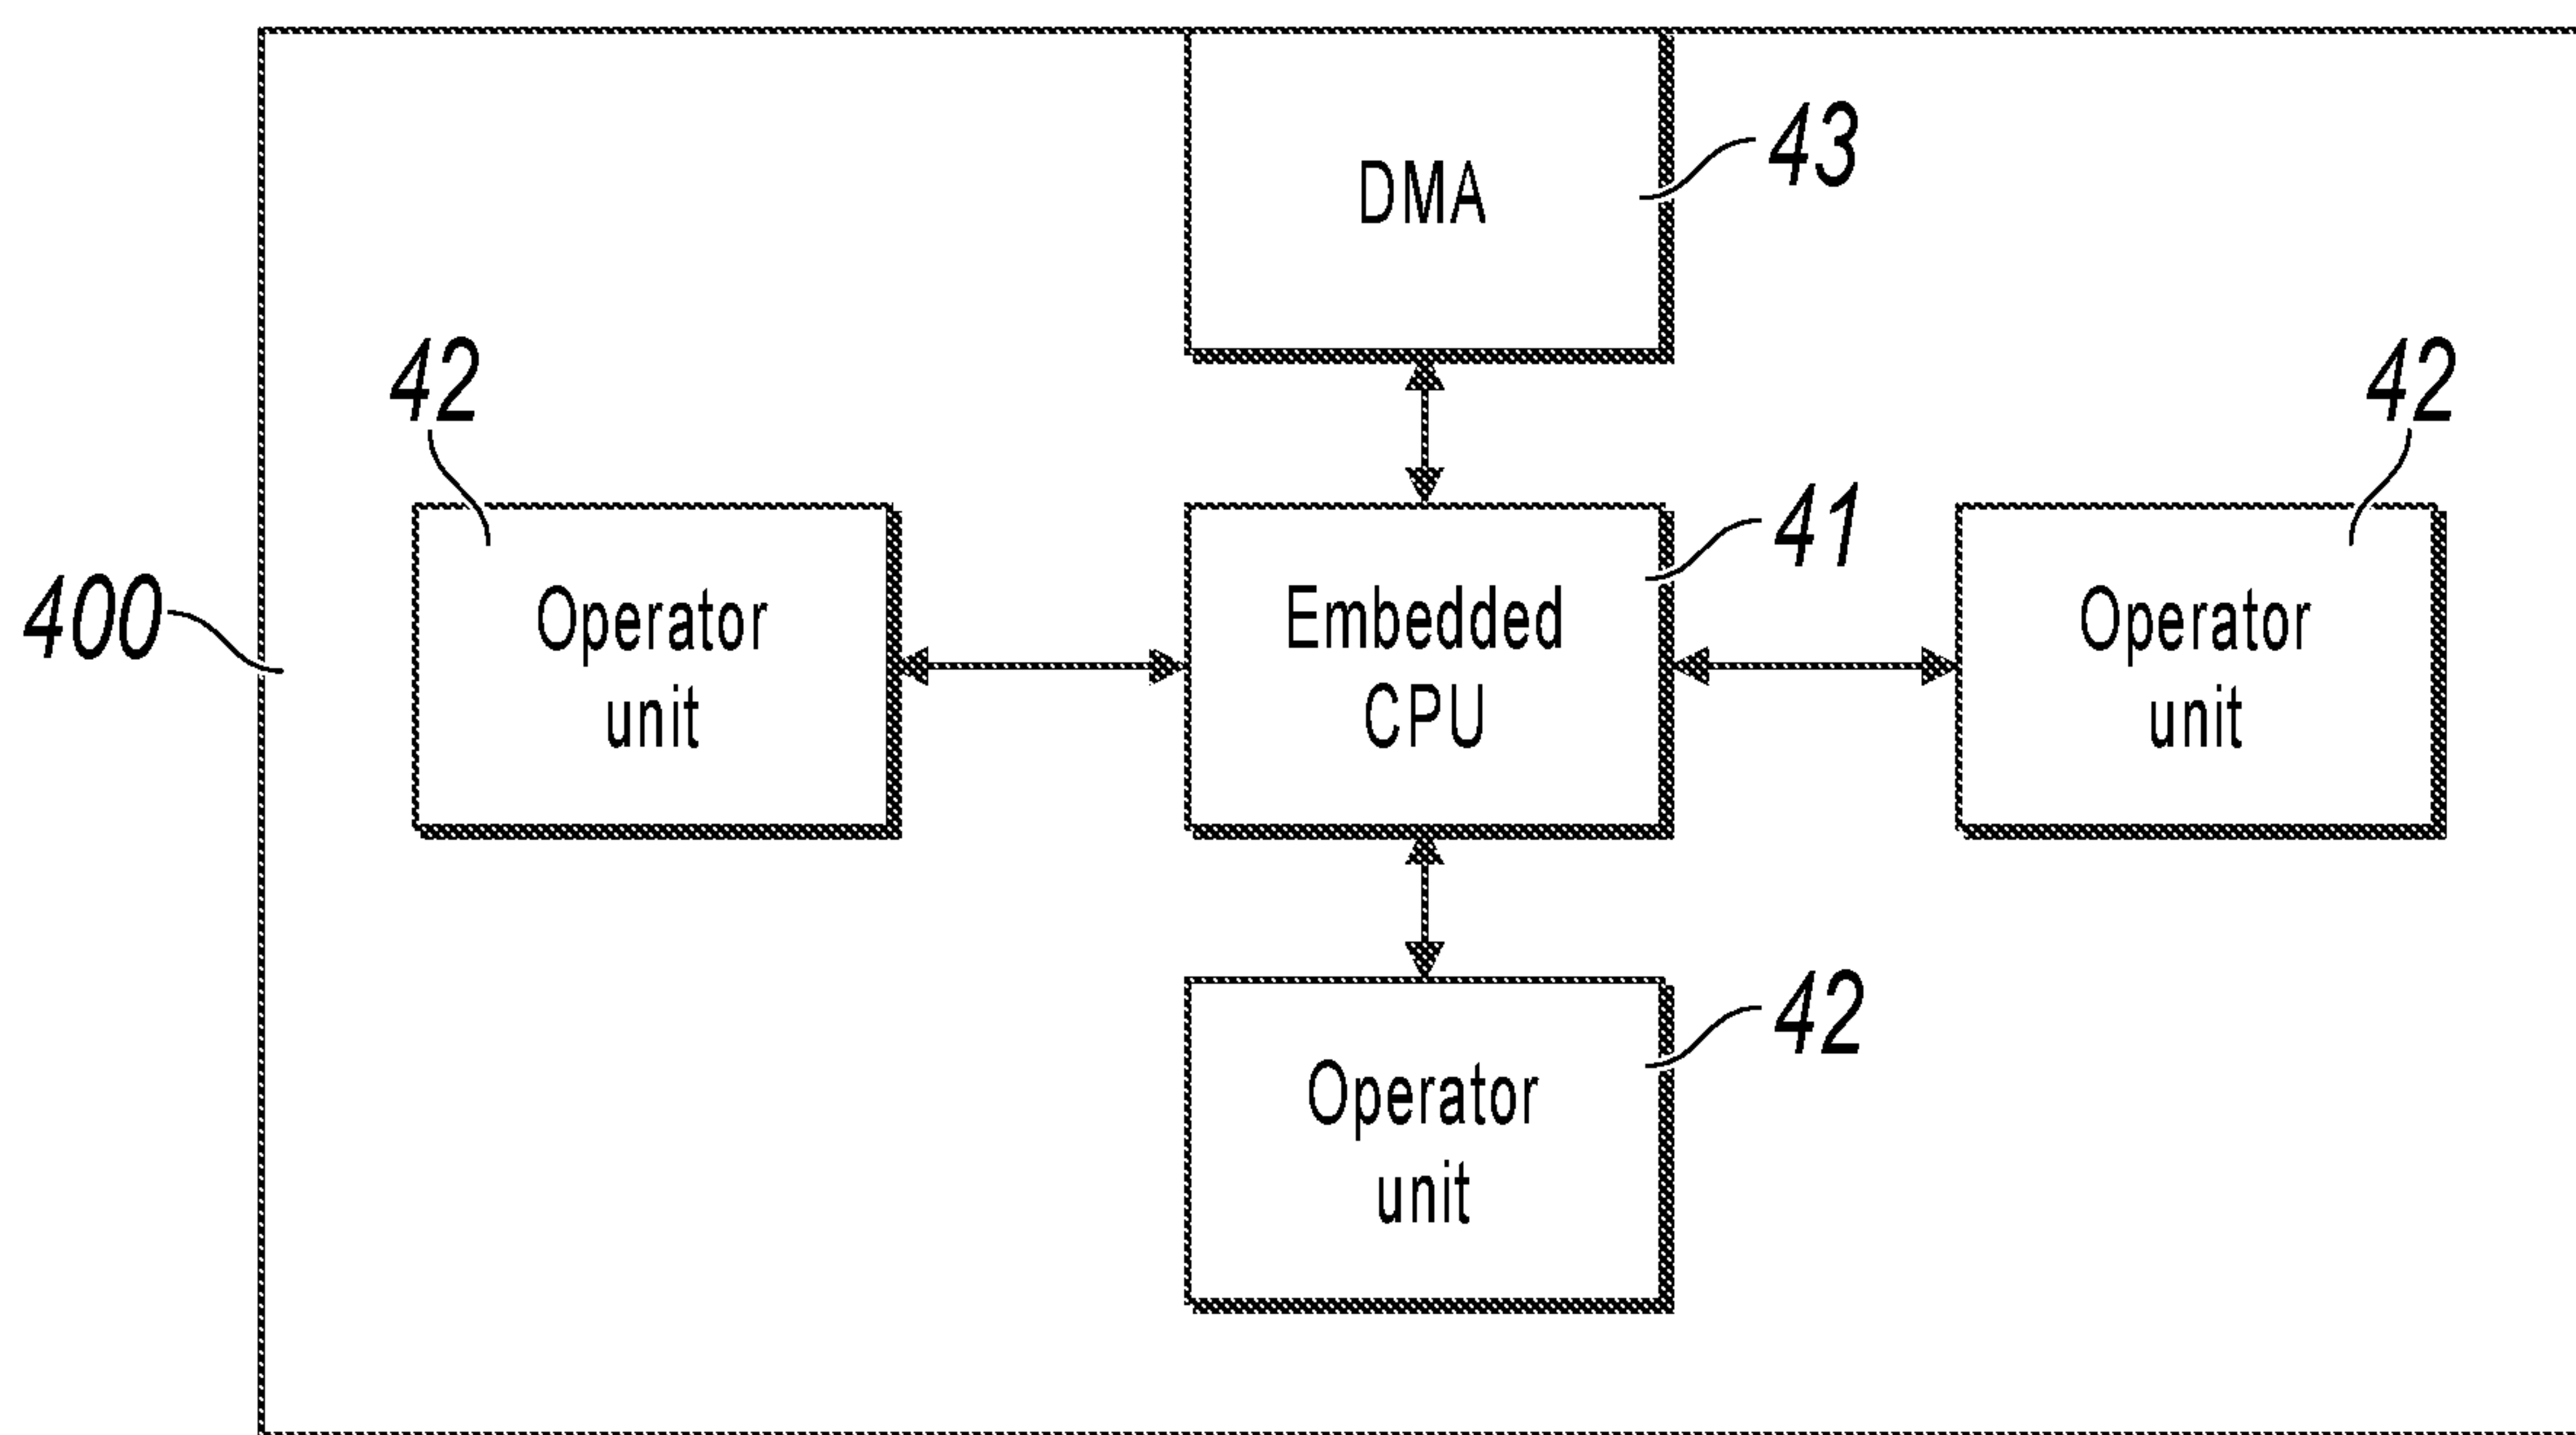 DMA
43
42
42
400
Operator
unit
Embedded
CPU
41
Operator
unit
Operator
unit
42